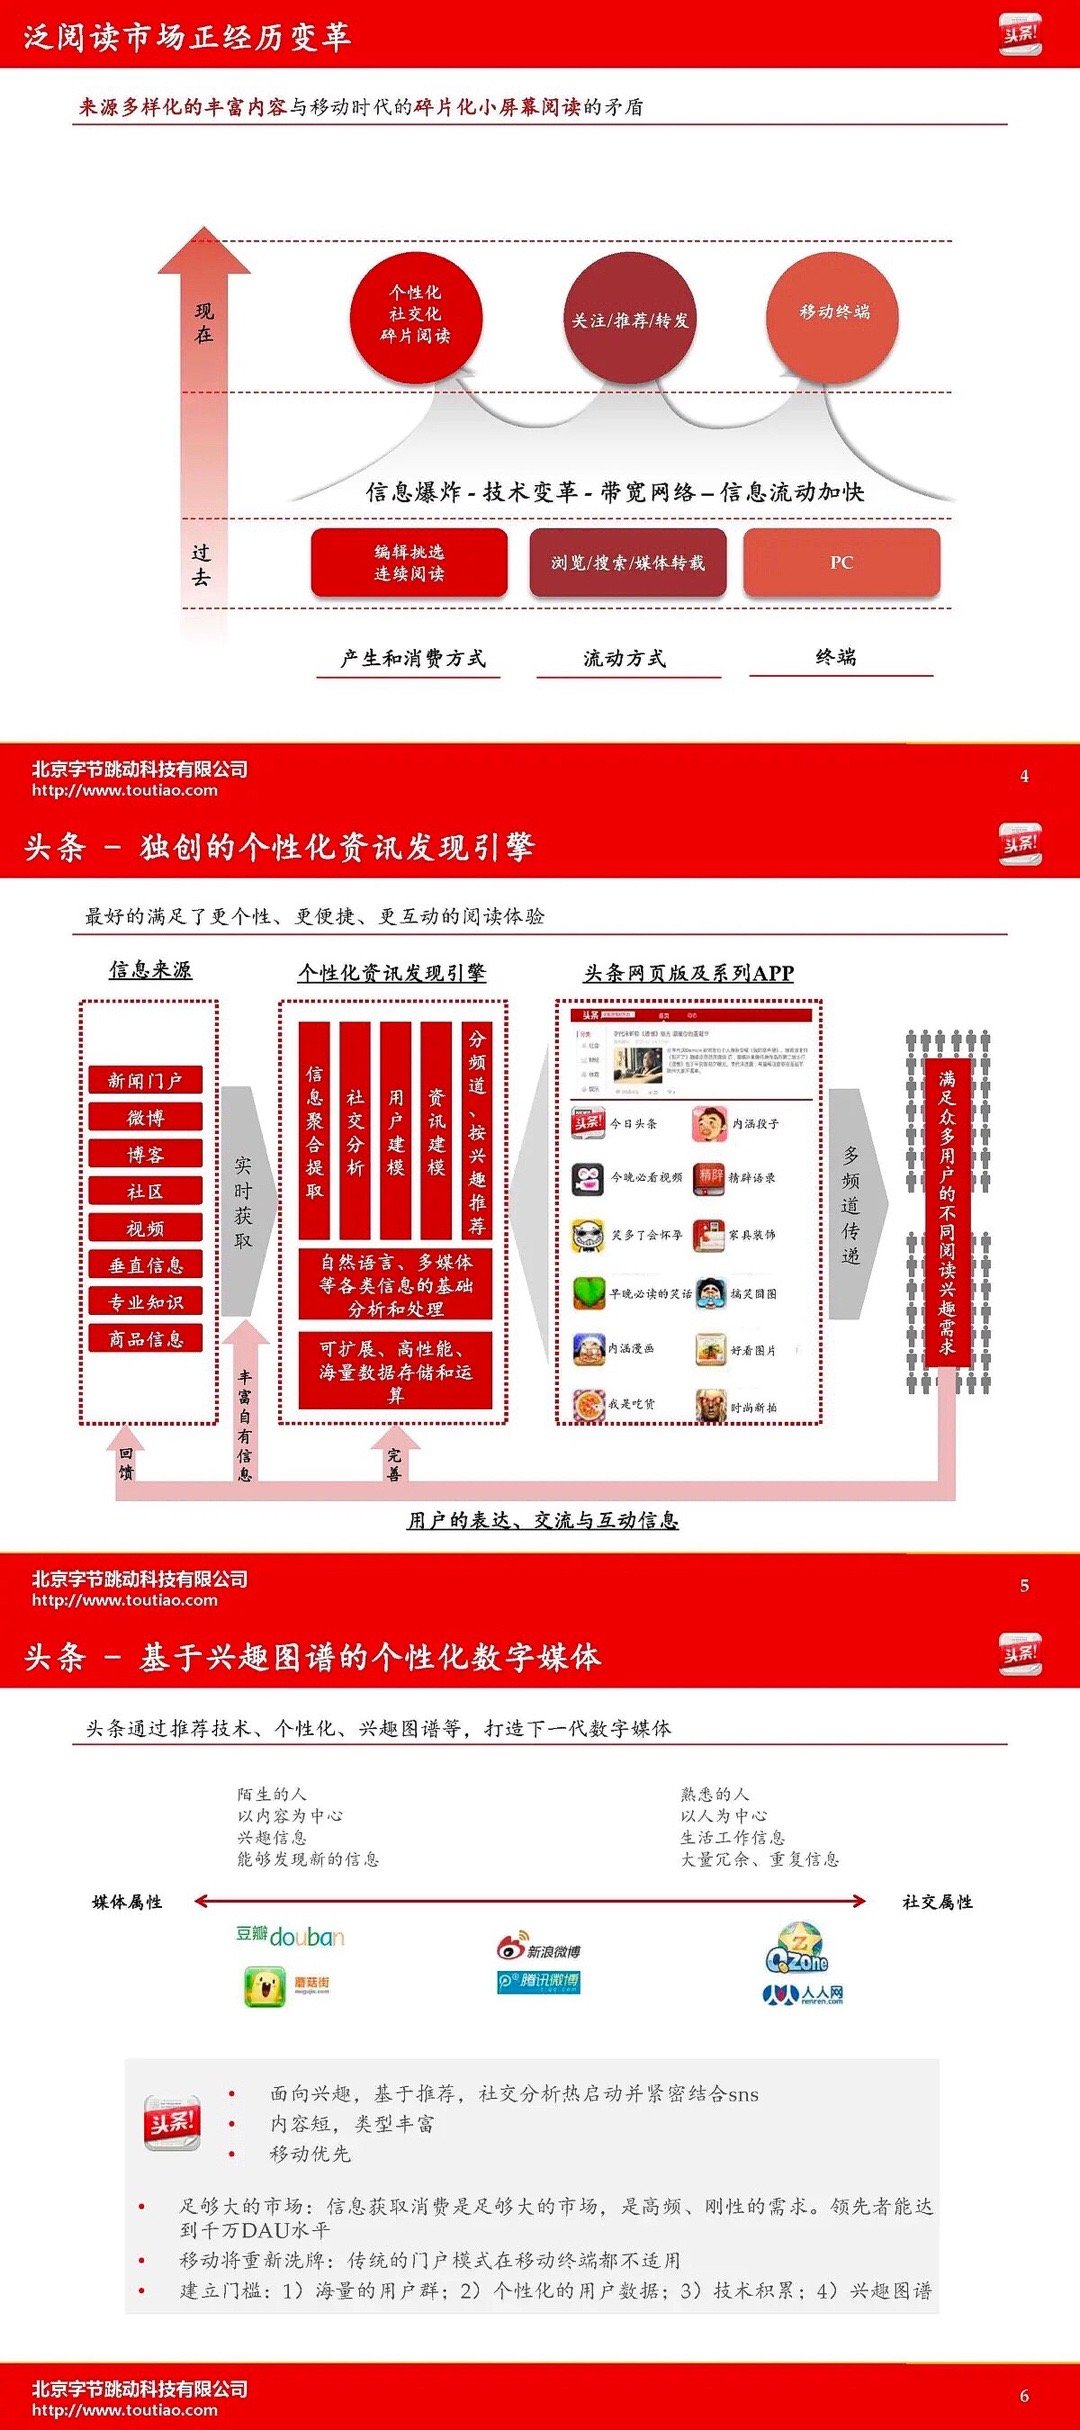 泛阅读市场正经历变革
头条!
来源多样化的丰富内容与移动时代的碎片化小屏幕阅读的矛盾
现在
个性化
社交化
碎片阅读
关注/推荐/转发
移动终端
信息爆炸 - 技术变革 - 带宽网络 – 信息流动加快
过去
编辑挑选
连续阅读
浏览/搜索/媒体转载
PC
产生和消费方式
流动方式
终端
北京字节跳动科技有限公司
http://www.toutiao.com
4
头条 – 独创的个性化资讯发现引擎
头条!
最好的满足了更个性、更便捷、更互动的阅读体验
信息来源
新闻门户
微博
博客
社区
视频
垂直信息
专业知识
商品信息
实时获取
个性化资讯发现引擎
信息聚合提取
社交分析
用户建模
资讯建模
分频道、按兴趣推荐
自然语言、多媒体
等各类信息的基础
分析和处理
可扩展、高性能、
海量数据存储和运
算
头条网页版及系列APP
头条
头条!
今日头条
内涵段子
今晚必看视频
精辟
精辟语录
笑多了会怀孕
家具装饰
早晚必读的笑话
搞笑囧图
内涵漫画
好看图片
我是吃货
时尚新拍
多频道传递
满足众多用户的不同阅读兴趣需求
回馈
丰富自有信息
完善
用户的表达、交流与互动信息
北京字节跳动科技有限公司
http://www.toutiao.com
5
头条 – 基于兴趣图谱的个性化数字媒体
头条!
头条通过推荐技术、个性化、兴趣图谱等，打造下一代数字媒体
陌生的人
以内容为中心
兴趣信息
能够发现新的信息
熟悉的人
以人为中心
生活工作信息
大量冗余、重复信息
媒体属性
社交属性
豆瓣douban
蘑菇街
mogujie.com
新浪微博
腾讯微博
Qzone
人人网
renren.com
头条!
• 面向兴趣，基于推荐，社交分析热启动并紧密结合sns
• 内容短，类型丰富
• 移动优先
• 足够大的市场：信息获取消费是足够大的市场，是高频、刚性的需求。领先者能达
到千万DAU水平
• 移动将重新洗牌：传统的门户模式在移动终端都不适用
• 建立门槛：1）海量的用户群；2）个性化的用户数据；3）技术积累；4）兴趣图谱
北京字节跳动科技有限公司
http://www.toutiao.com
6